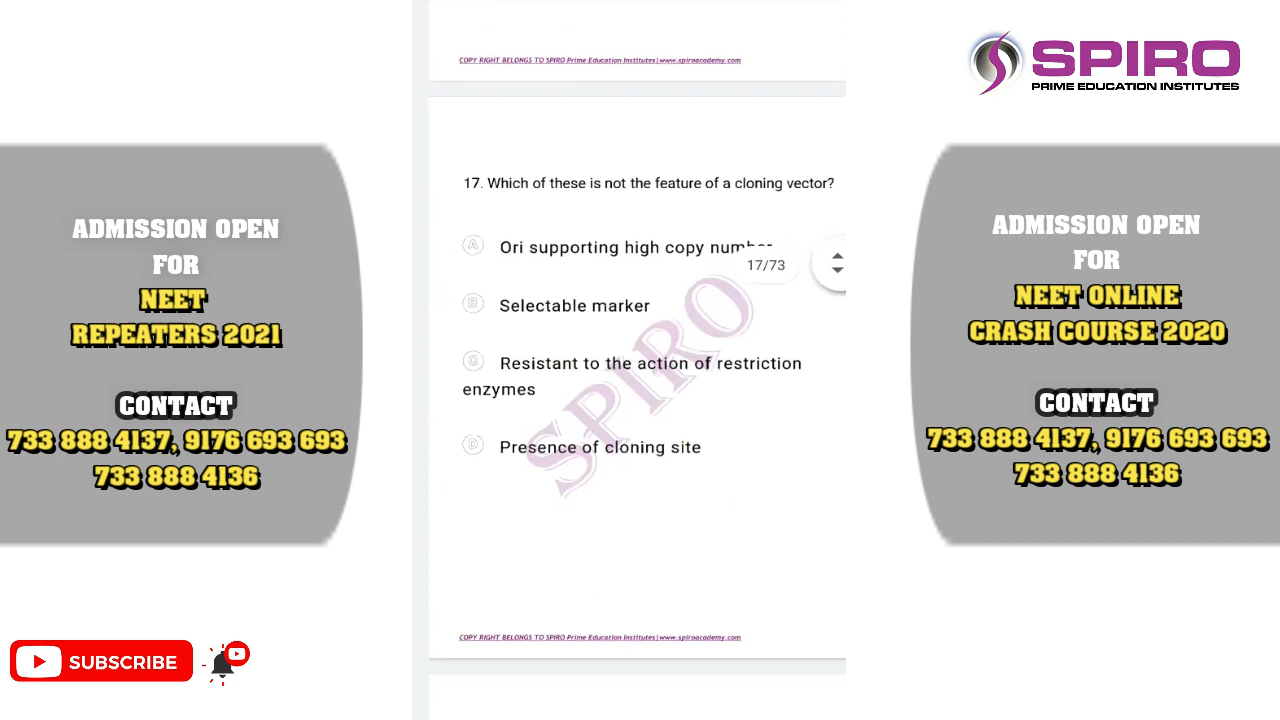 COPY RIGHT BELONGS TO SPIRO Prime Education Institutes|www.spiroacademy.com
SPIRO
PRIME EDUCATION INSTITUTES
ADMISSION OPEN
FOR
NEET
REPEATERS 2021
CONTACT
733 888 4137, 9176 693 693
733 888 4136
17. Which of these is not the feature of a cloning vector?
A Ori supporting high copy number
17/73
B Selectable marker
C Resistant to the action of restriction
enzymes
D Presence of cloning site
SPIRO
COPY RIGHT BELONGS TO SPIRO Prime Education Institutes|www.spiroacademy.com
ADMISSION OPEN
FOR
NEET ONLINE
CRASH COURSE 2020
CONTACT
733 888 4137, 9176 693 693
733 888 4136
SUBSCRIBE